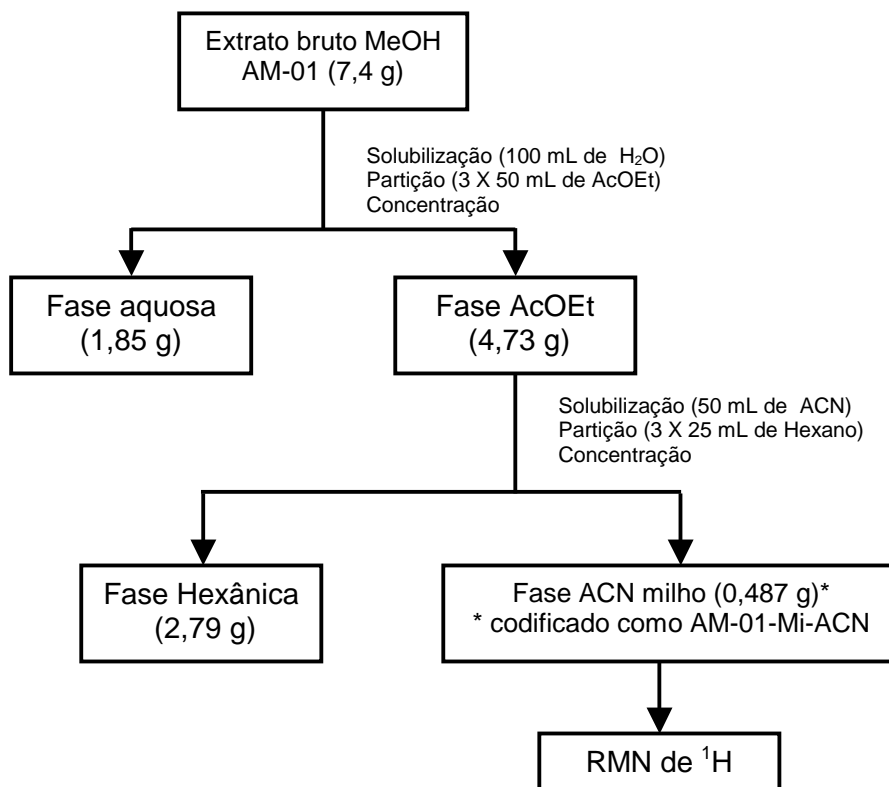 Extrato bruto MeOH
AM-01 (7,4 g)
Solubilização (100 mL de H₂O)
Partição (3 X 50 mL de AcOEt)
Concentração
Fase aquosa
(1,85 g)
Fase AcOEt
(4,73 g)
Solubilização (50 mL de ACN)
Partição (3 X 25 mL de Hexano)
Concentração
Fase Hexânica
(2,79 g)
Fase ACN milho (0,487 g)*
* codificado como AM-01-Mi-ACN
RMN de ¹H